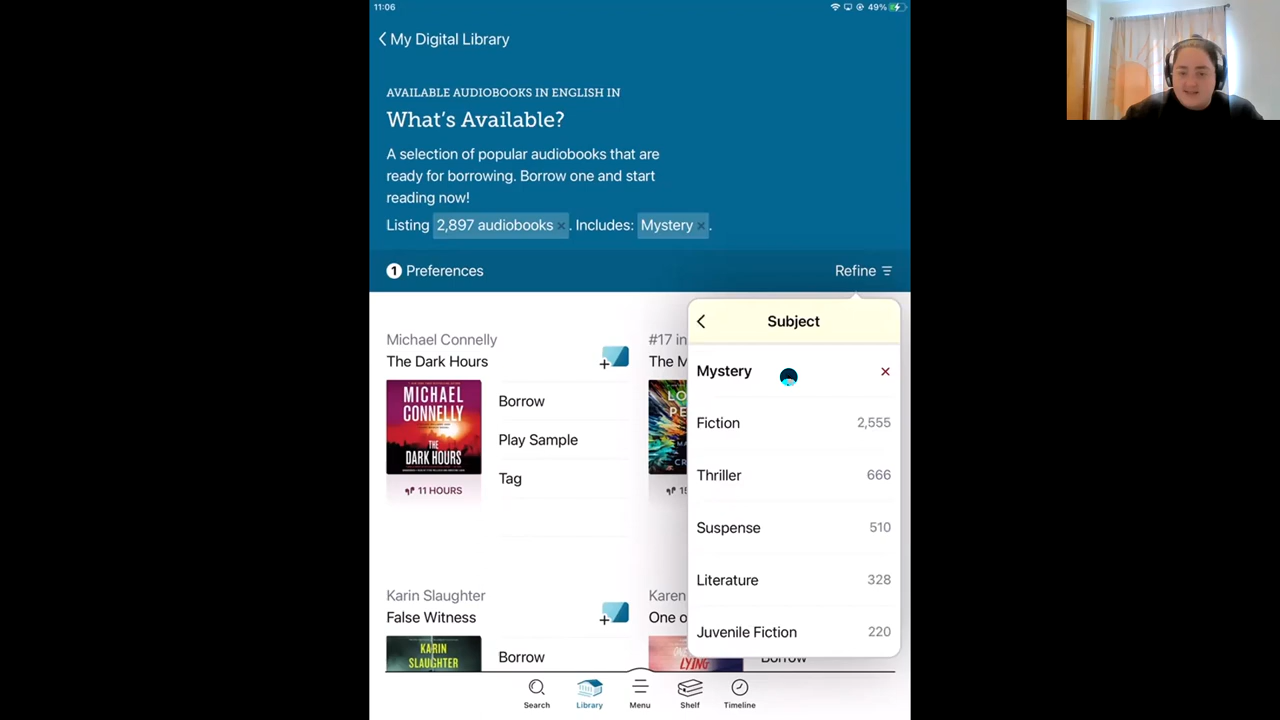 11:06
49%
My Digital Library
AVAILABLE AUDIOBOOKS IN ENGLISH IN
What's Available?
A selection of popular audiobooks that are
ready for borrowing. Borrow one and start
reading now!
Listing 2,897 audiobooks ×. Includes: Mystery ×.
1 Preferences
Refine
Subject
Mystery ×
Fiction 2,555
Thriller 666
Suspense 510
Literature 328
Juvenile Fiction 220
Michael Connelly
The Dark Hours
MICHAEL
CONNELLY
THE
DARK HOURS
11 HOURS
Borrow
Play Sample
Tag
#17 in
The M
Karin Slaughter
False Witness
KARIN
SLAUGHTER
Borrow
Karen
One o
LYING
Borrow
Search
Library
Menu
Shelf
Timeline